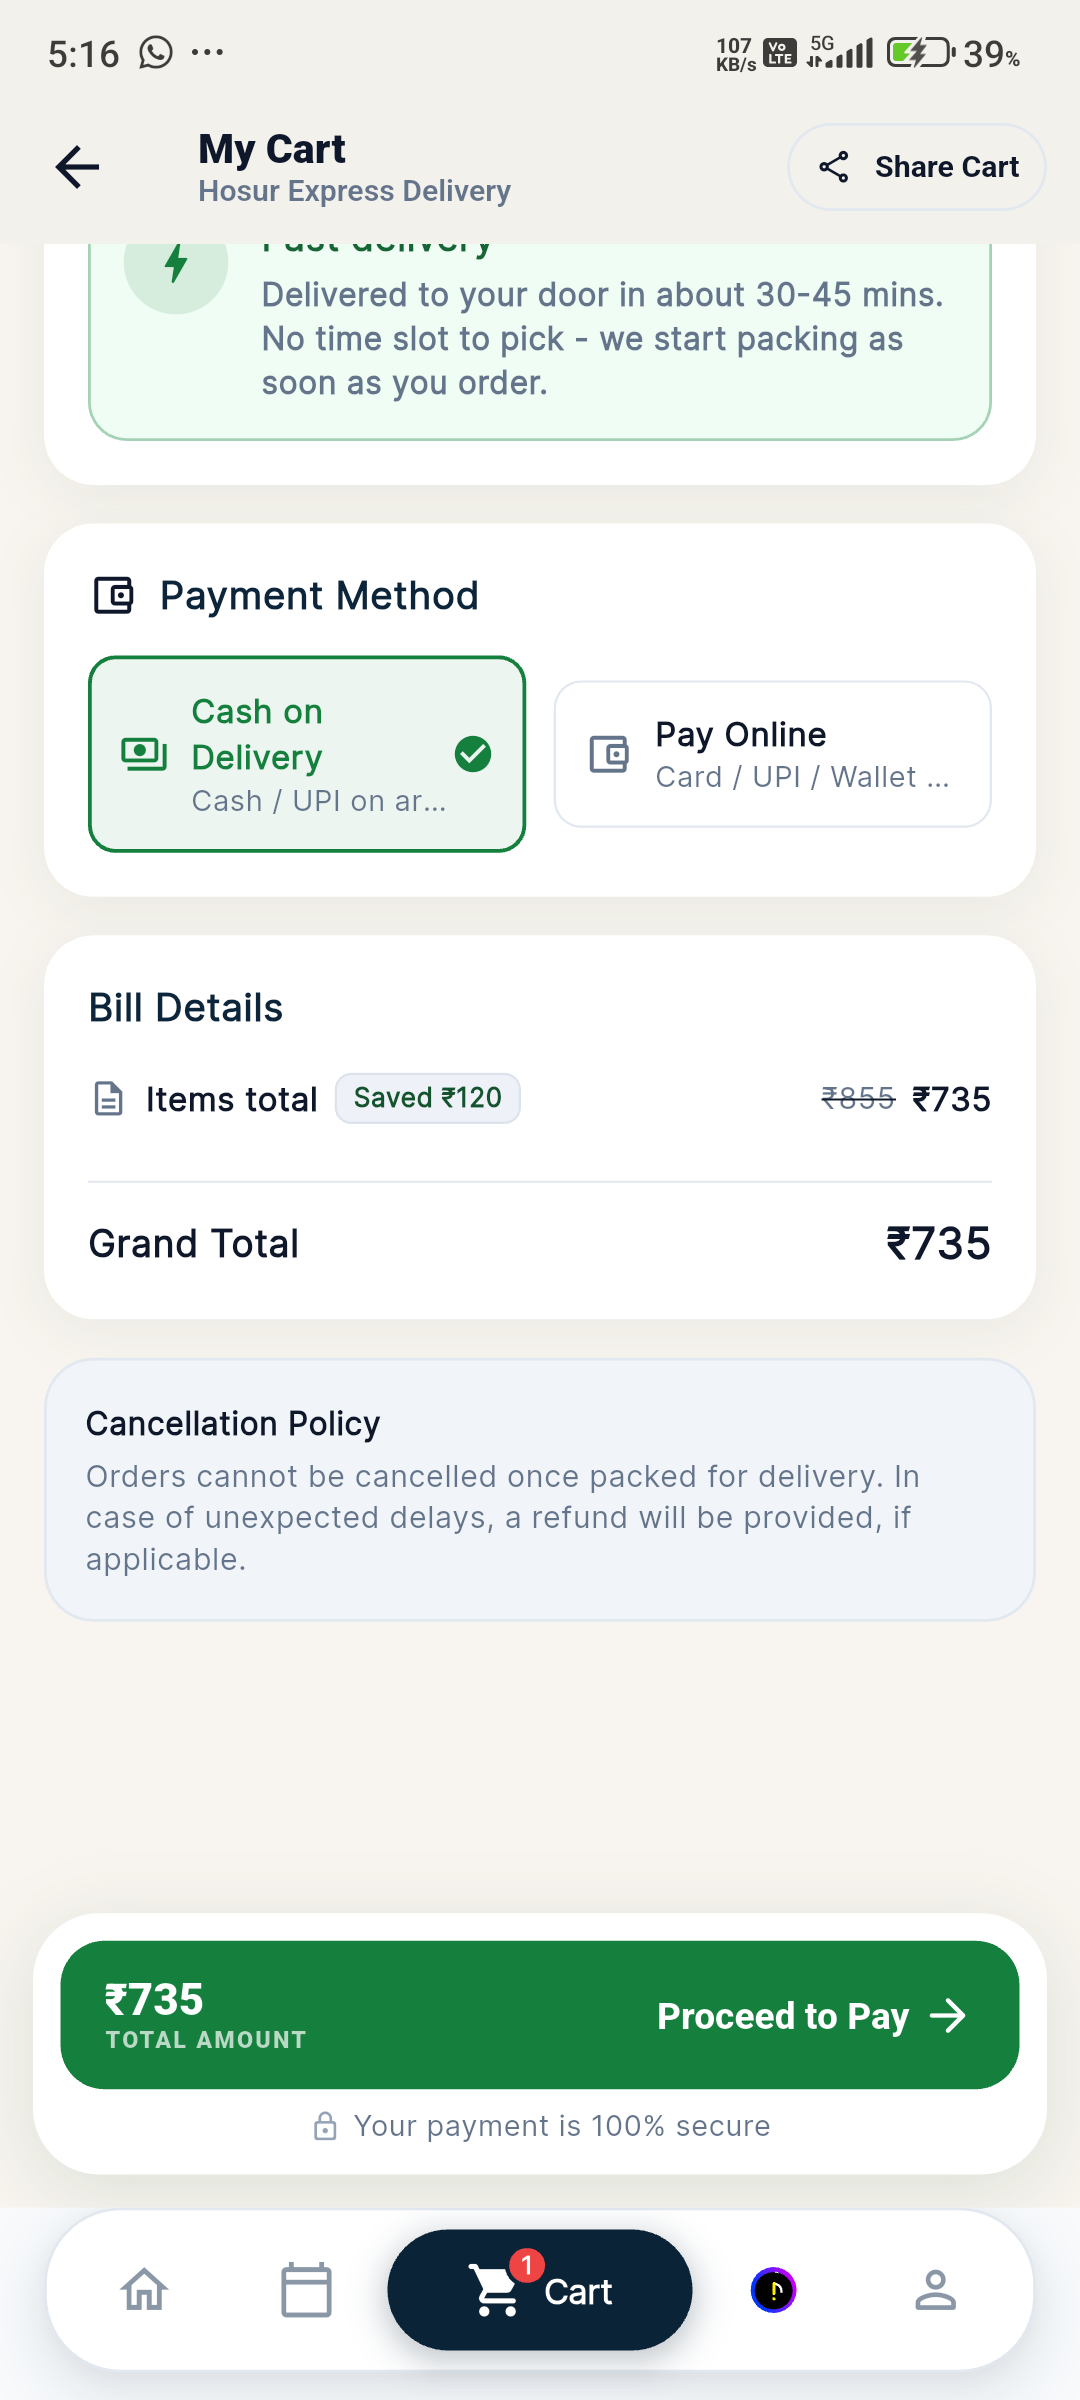 5:16
107 KB/s
Vo LTE
5G
39%
My Cart
Hosur Express Delivery
Share Cart
Fast delivery
Delivered to your door in about 30-45 mins.
No time slot to pick - we start packing as
soon as you order.
Payment Method
Cash on
Delivery
Cash / UPI on ar...
Pay Online
Card / UPI / Wallet ...
Bill Details
Items total Saved ₹120 ₹855 ₹735
Grand Total ₹735
Cancellation Policy
Orders cannot be cancelled once packed for delivery. In
case of unexpected delays, a refund will be provided, if
applicable.
₹735
TOTAL AMOUNT
Proceed to Pay
Your payment is 100% secure
1
Cart